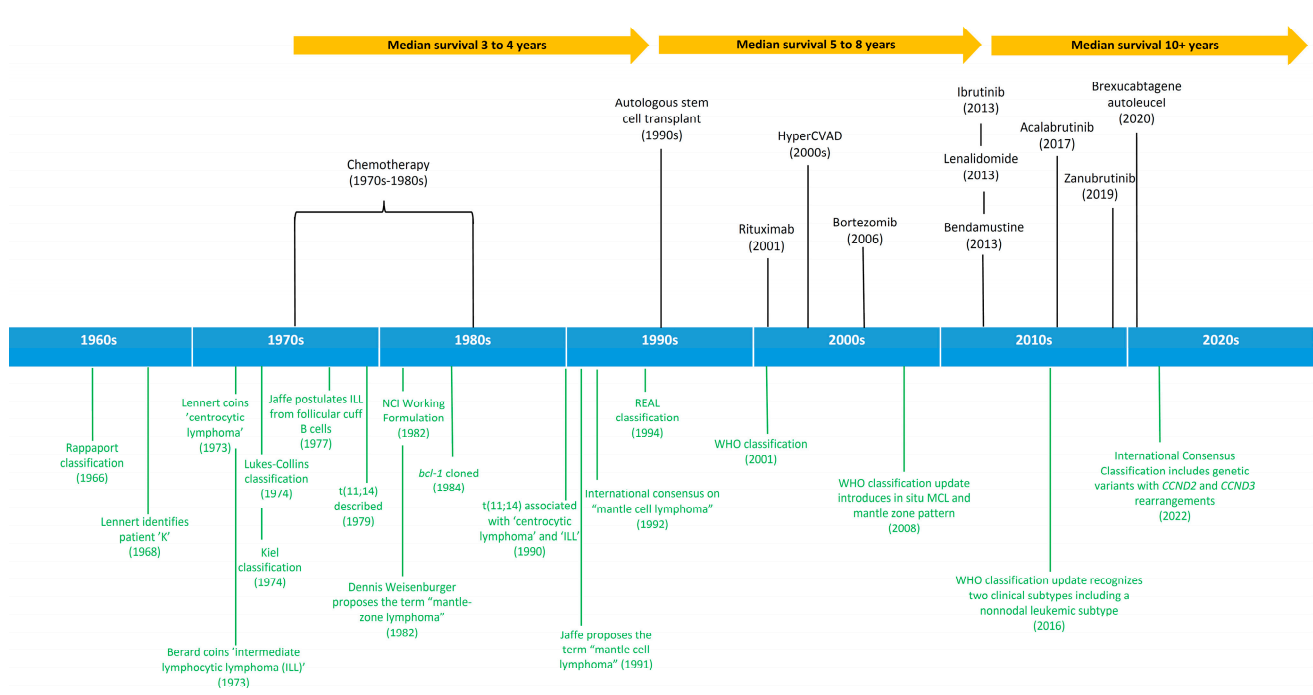 Median survival 3 to 4 years
Median survival 5 to 8 years
Median survival 10+ years
Chemotherapy
(1970s-1980s)
Autologous stem
cell transplant
(1990s)
Rituximab
(2001)
HyperCVAD
(2000s)
Bortezomib
(2006)
Ibrutinib
(2013)
Lenalidomide
(2013)
Bendamustine
(2013)
Acalabrutinib
(2017)
Zanubrutinib
(2019)
Brexucabtagene
autoleucel
(2020)
1960s
1970s
1980s
1990s
2000s
2010s
2020s
Rappaport
classification
(1966)
Lennert identifies
patient 'K'
(1968)
Lennert coins
'centrocytic
lymphoma'
(1973)
Berard coins 'intermediate
lymphocytic lymphoma (ILL)'
(1973)
Lukes-Collins
classification
(1974)
Kiel
classification
(1974)
Jaffe postulates ILL
from follicular cuff
B cells
(1977)
t(11;14)
described
(1979)
NCI Working
Formulation
(1982)
Dennis Weisenburger
proposes the term "mantle-
zone lymphoma"
(1982)
bcl-1 cloned
(1984)
t(11;14) associated
with 'centrocytic
lymphoma' and 'ILL'
(1990)
Jaffe proposes the
term "mantle cell
lymphoma" (1991)
International consensus on
"mantle cell lymphoma"
(1992)
REAL
classification
(1994)
WHO classification
(2001)
WHO classification update
introduces in situ MCL and
mantle zone pattern
(2008)
WHO classification update recognizes
two clinical subtypes including a
nonnodal leukemic subtype
(2016)
International Consensus
Classification includes genetic
variants with CCND2 and CCND3
rearrangements
(2022)